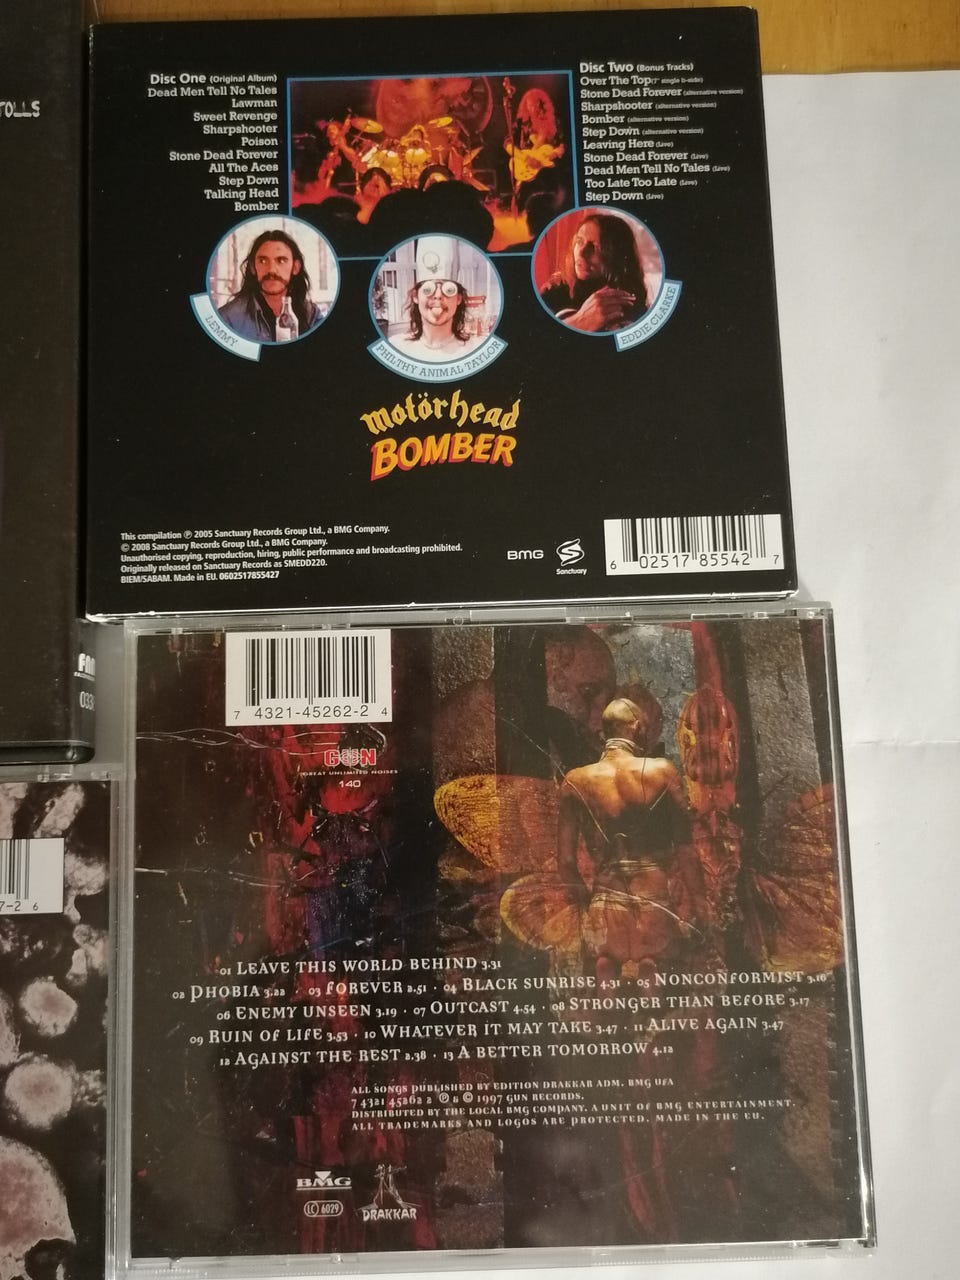 TOLLS
Disc One (Original Album)
Dead Men Tell No Tales
Lawman
Sweet Revenge
Sharpshooter
Poison
Stone Dead Forever
All The Aces
Step Down
Talking Head
Bomber
Disc Two (Bonus Tracks)
Over The Top (7" single b-side)
Stone Dead Forever (alternative version)
Sharpshooter (alternative version)
Bomber (alternative version)
Step Down (alternative version)
Leaving Here (Live)
Stone Dead Forever (Live)
Dead Men Tell No Tales (Live)
Too Late Too Late (Live)
Step Down (Live)
LEMMY
PHILTHY ANIMAL TAYLOR
EDDIE CLARKE
motörhead
BOMBER
This compilation ℗ 2005 Sanctuary Records Group Ltd., a BMG Company.
© 2008 Sanctuary Records Group Ltd., a BMG Company.
Unauthorised copying, reproduction, hiring, public performance and broadcasting prohibited.
Originally released on Sanctuary Records as SMEDD220.
BIEM/SABAM. Made in EU. 0602517855427
BMG
Sanctuary
6 02517 85542 7
7 4321-45262-2 4
GUN
GREAT UNLIMITED NOISES
140
01 LEAVE THIS WORLD BEHIND 3.31
02 PHOBIA 3.22 · 03 FOREVER 2.51 · 04 BLACK SUNRISE 4.31 · 05 NONCONFORMIST 3.16
06 ENEMY UNSEEN 3.19 · 07 OUTCAST 4.54 · 08 STRONGER THAN BEFORE 3.17
09 RUIN OF LIFE 3.53 · 10 WHATEVER IT MAY TAKE 3.47 · 11 ALIVE AGAIN 3.47
12 AGAINST THE REST 2.38 · 13 A BETTER TOMORROW 4.12
ALL SONGS PUBLISHED BY EDITION DRAKKAR ADM. BMG UFA
7 4321 45262 2 ℗ & © 1997 GUN RECORDS.
DISTRIBUTED BY THE LOCAL BMG COMPANY. A UNIT OF BMG ENTERTAINMENT.
ALL TRADEMARKS AND LOGOS ARE PROTECTED. MADE IN THE EU.
BMG
LC 6029
DRAKKAR
7-2 6